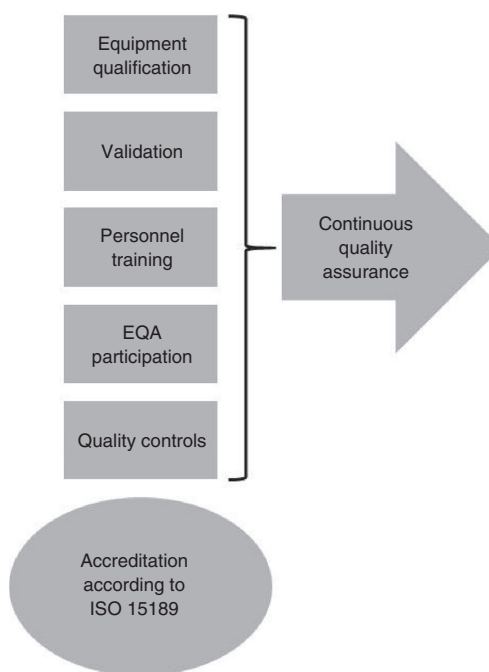 Equipment
qualification
Validation
Personnel
training
EQA
participation
Quality controls
Continuous
quality
assurance
Accreditation
according to
ISO 15189